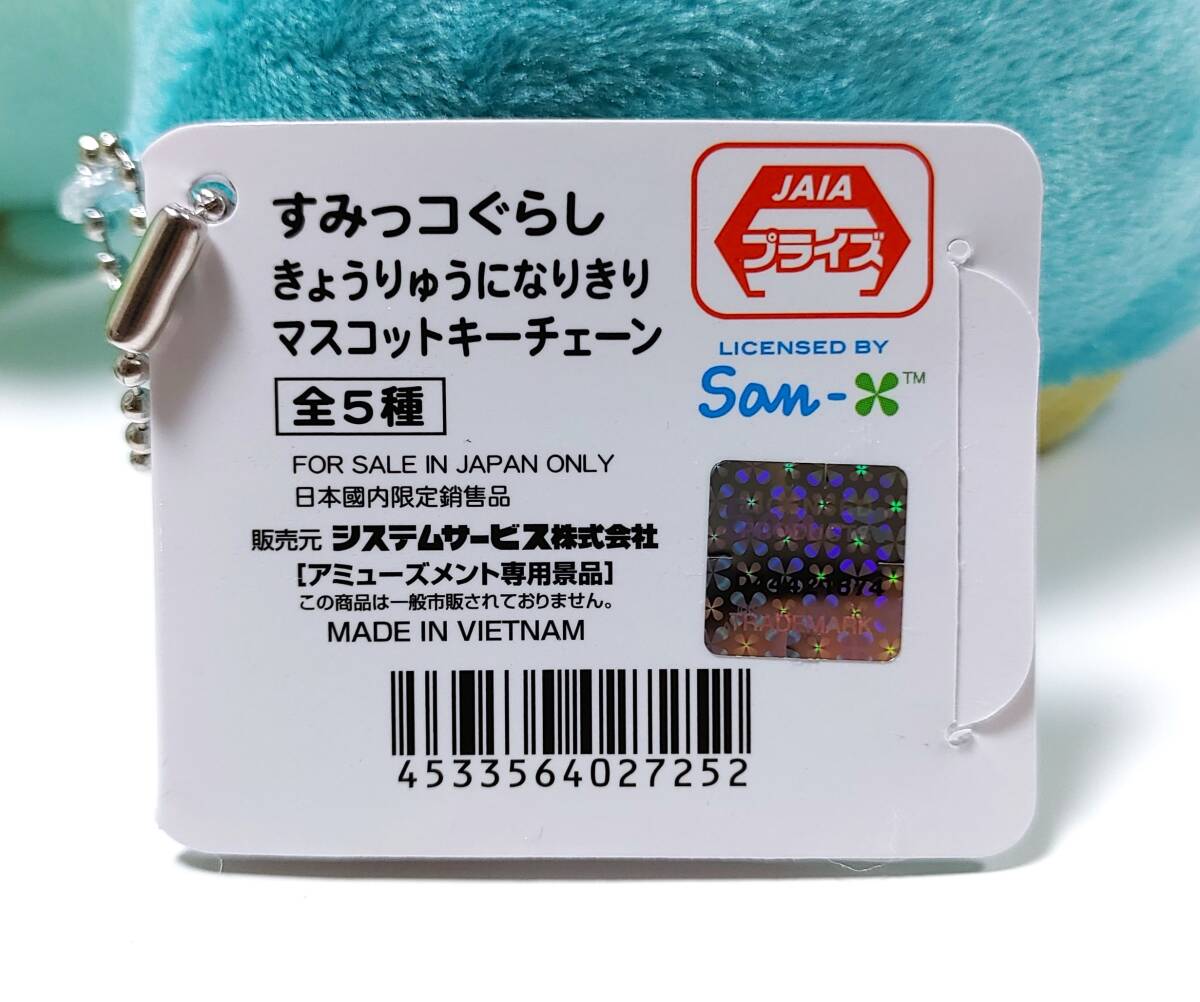 すみっコぐらし
きょうりゅうになりきり
マスコットキーチェーン
全5種
FOR SALE IN JAPAN ONLY
日本國内限定銷售品
販売元 システムサービス株式会社
[アミューズメント専用景品]
この商品は一般市販されておりません。
MADE IN VIETNAM
4533564027252
JAIA
プライズ
LICENSED BY
San-X™
TRADEMARK